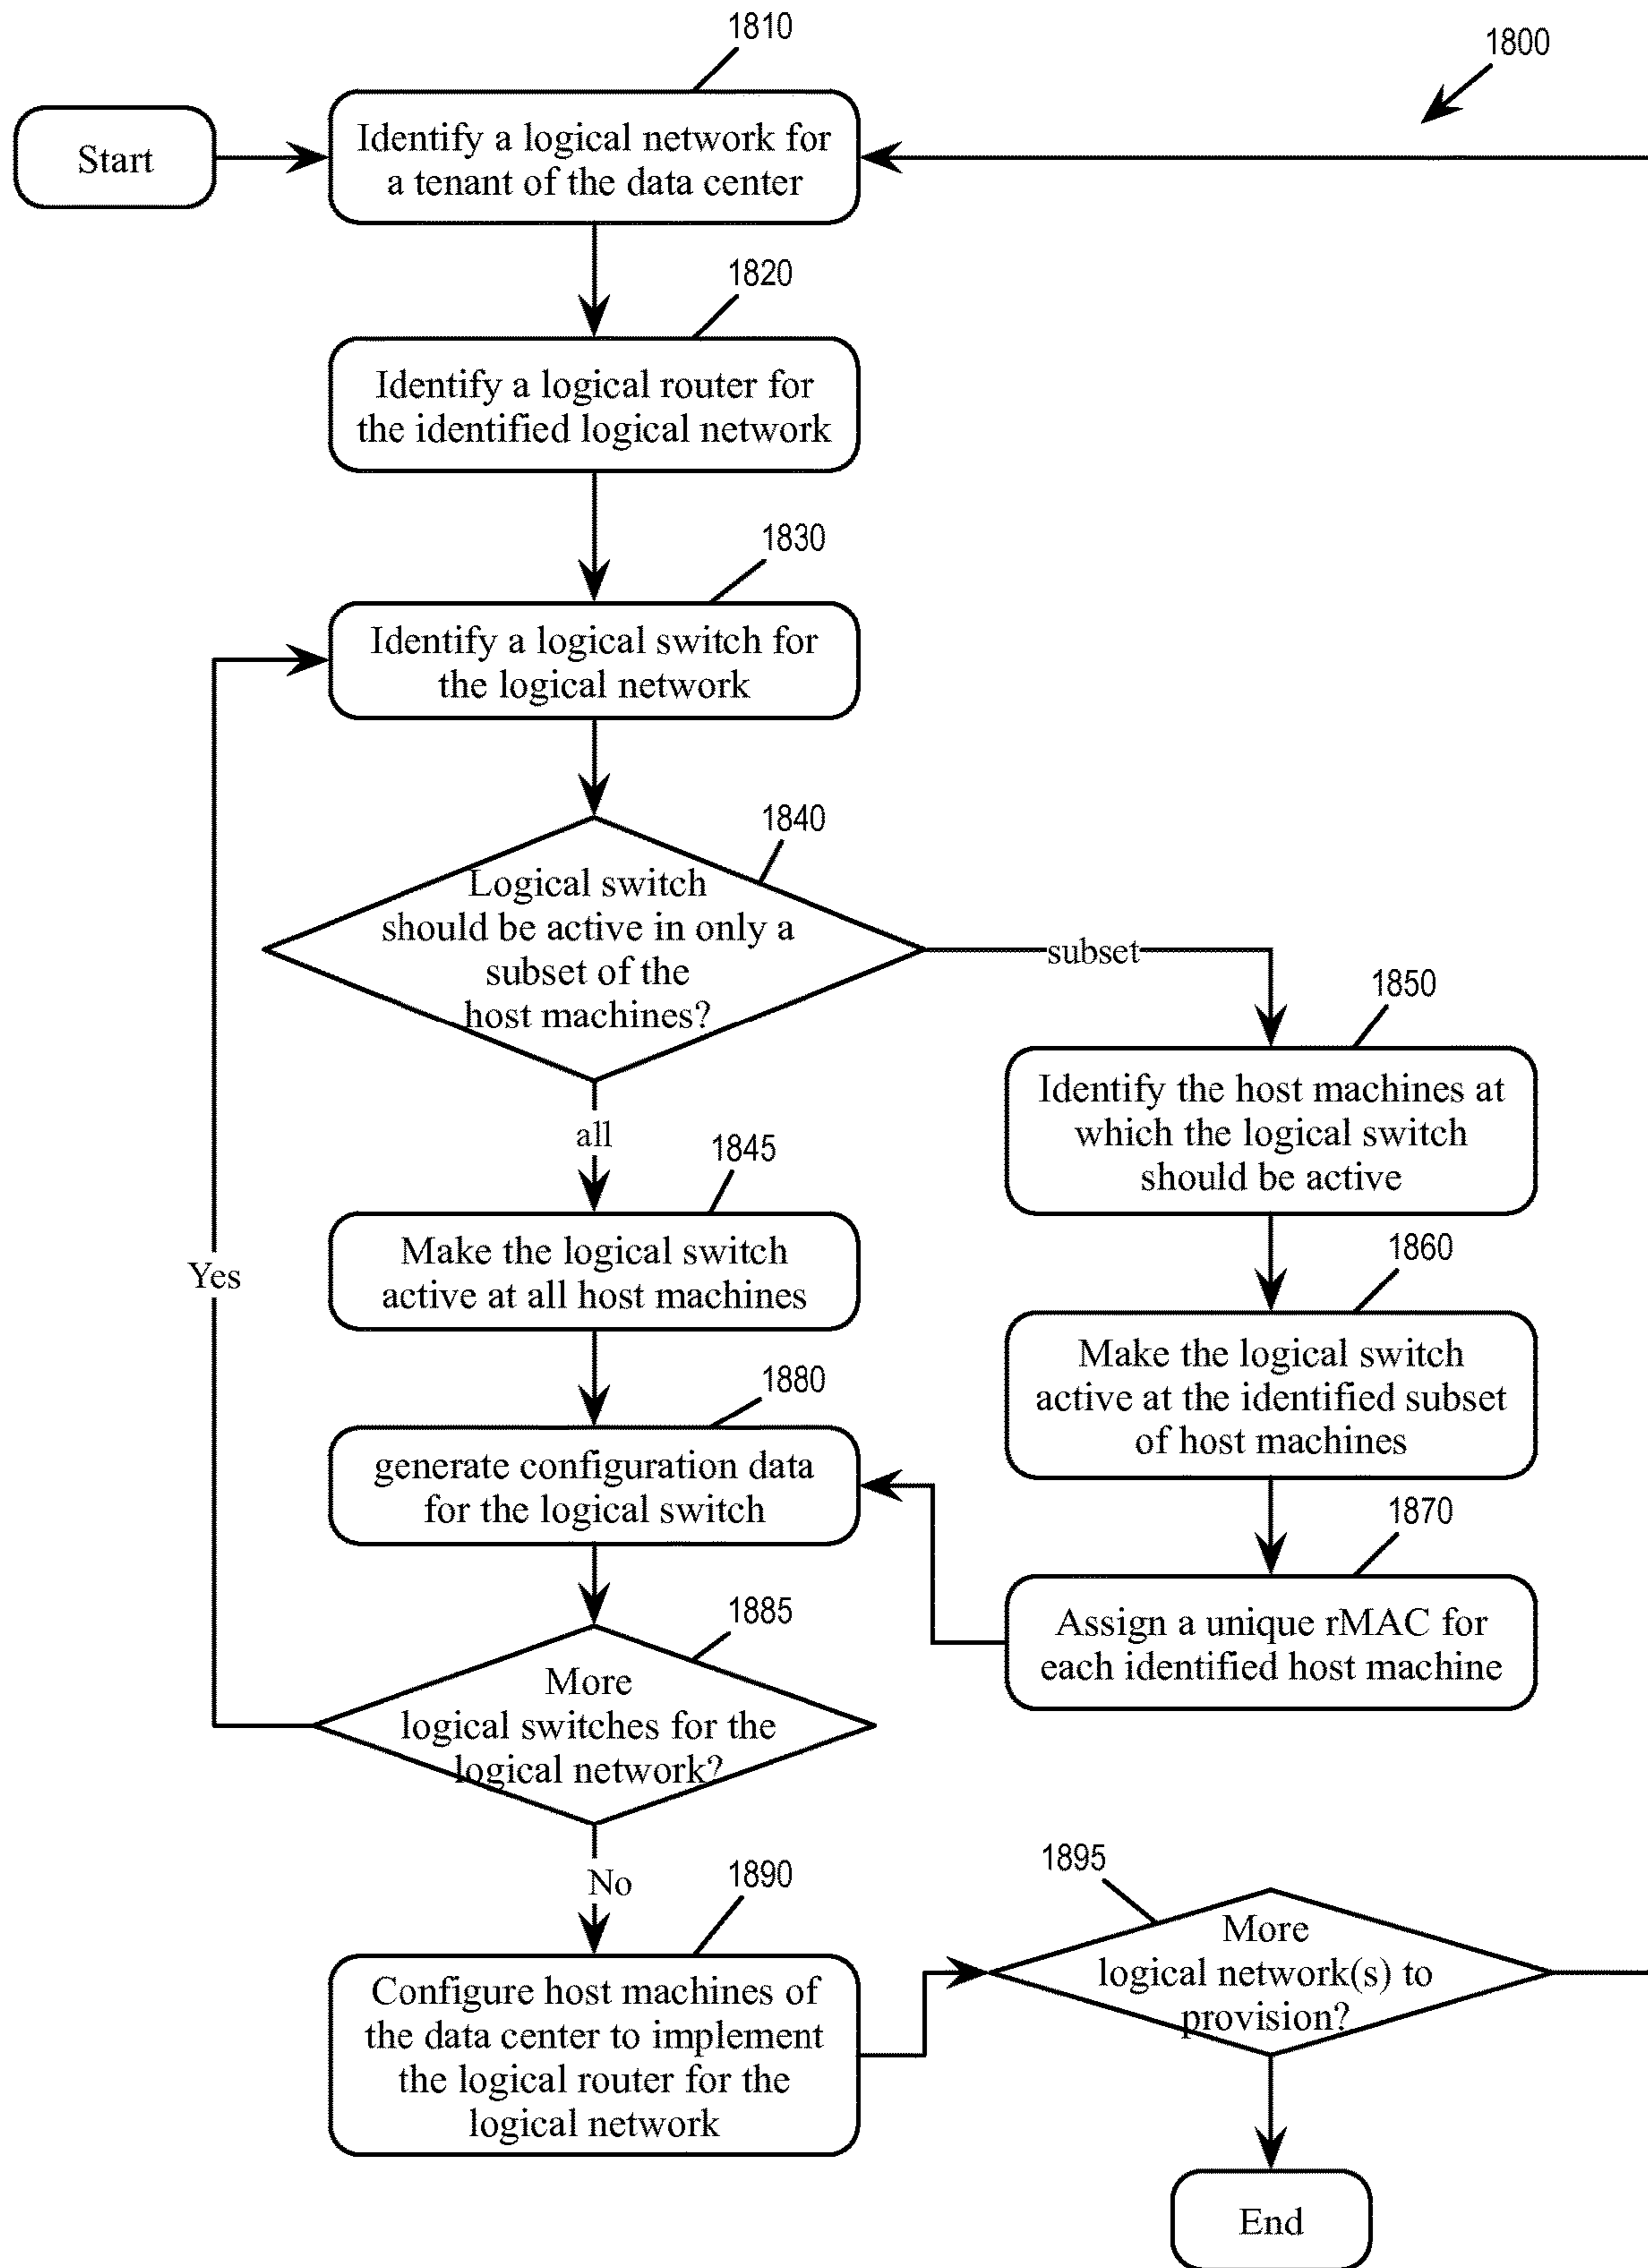 1810
1800
Start
Identify a logical network for
a tenant of the data center
1820
Identify a logical router for
the identified logical network
1830
Identify a logical switch for
the logical network
1840
Logical switch
should be active in only a
subset of the
host machines?
subset
1850
Identify the host machines at
which the logical switch
should be active
all
1845
Make the logical switch
active at all host machines
1860
Make the logical switch
active at the identified subset
of host machines
Yes
1880
generate configuration data
for the logical switch
1870
Assign a unique rMAC for
each identified host machine
1885
More
logical switches for the
logical network?
No
1890
Configure host machines of
the data center to implement
the logical router for the
logical network
1895
More
logical network(s) to
provision?
End